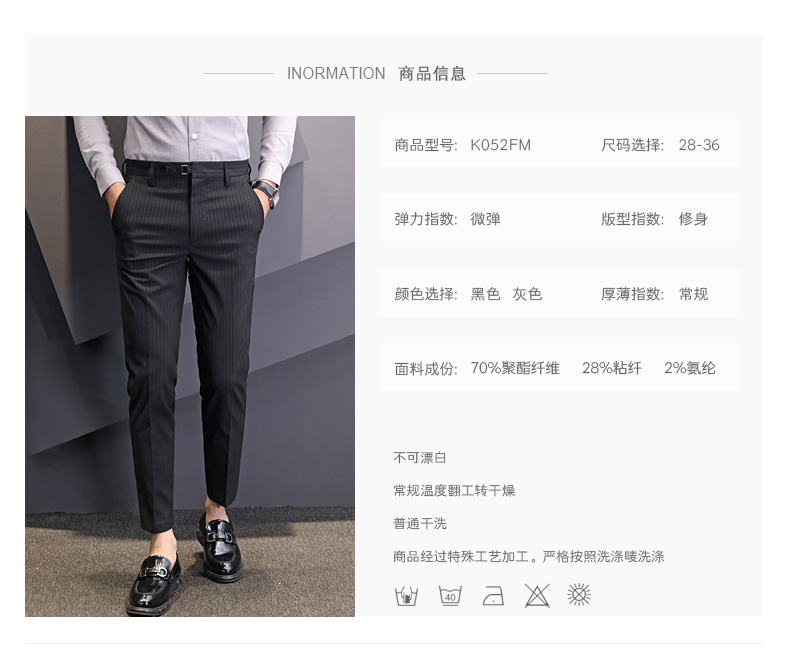 INORMATION 商品信息
商品型号: K052FM 尺码选择: 28-36
弹力指数: 微弹 版型指数: 修身
颜色选择: 黑色 灰色 厚薄指数: 常规
面料成份: 70%聚酯纤维 28%粘纤 2%氨纶
不可漂白
常规温度翻工转干燥
普通干洗
商品经过特殊工艺加工。严格按照洗涤唛洗涤
40